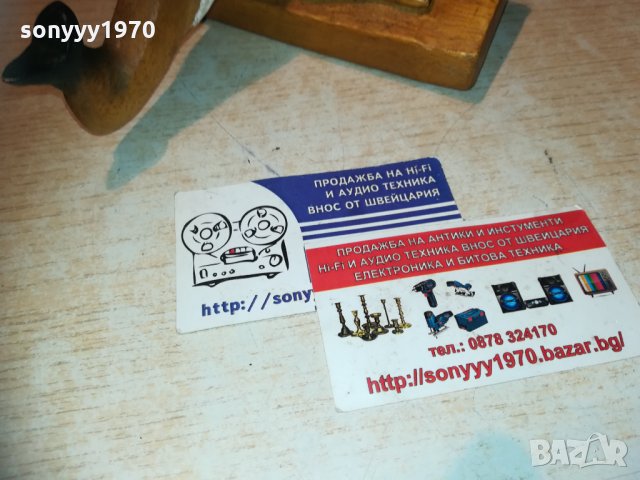 sonyyy1970
sonyyy1970
ПРОДАЖБА НА Hi-Fi
И АУДИО ТЕХНИКА
ВНОС ОТ ШВЕЙЦАРИЯ
http://sony
ПРОДАЖБА НА АНТИКИ И ИНСТУМЕНТИ
Hi-Fi И АУДИО ТЕХНИКА ВНОС ОТ ШВЕЙЦАРИЯ
ЕЛЕКТРОНИКА И БИТОВА ТЕХНИКА
тел.: 0878 324170
http://sonyyy1970.bazar.bg/
BAZAR